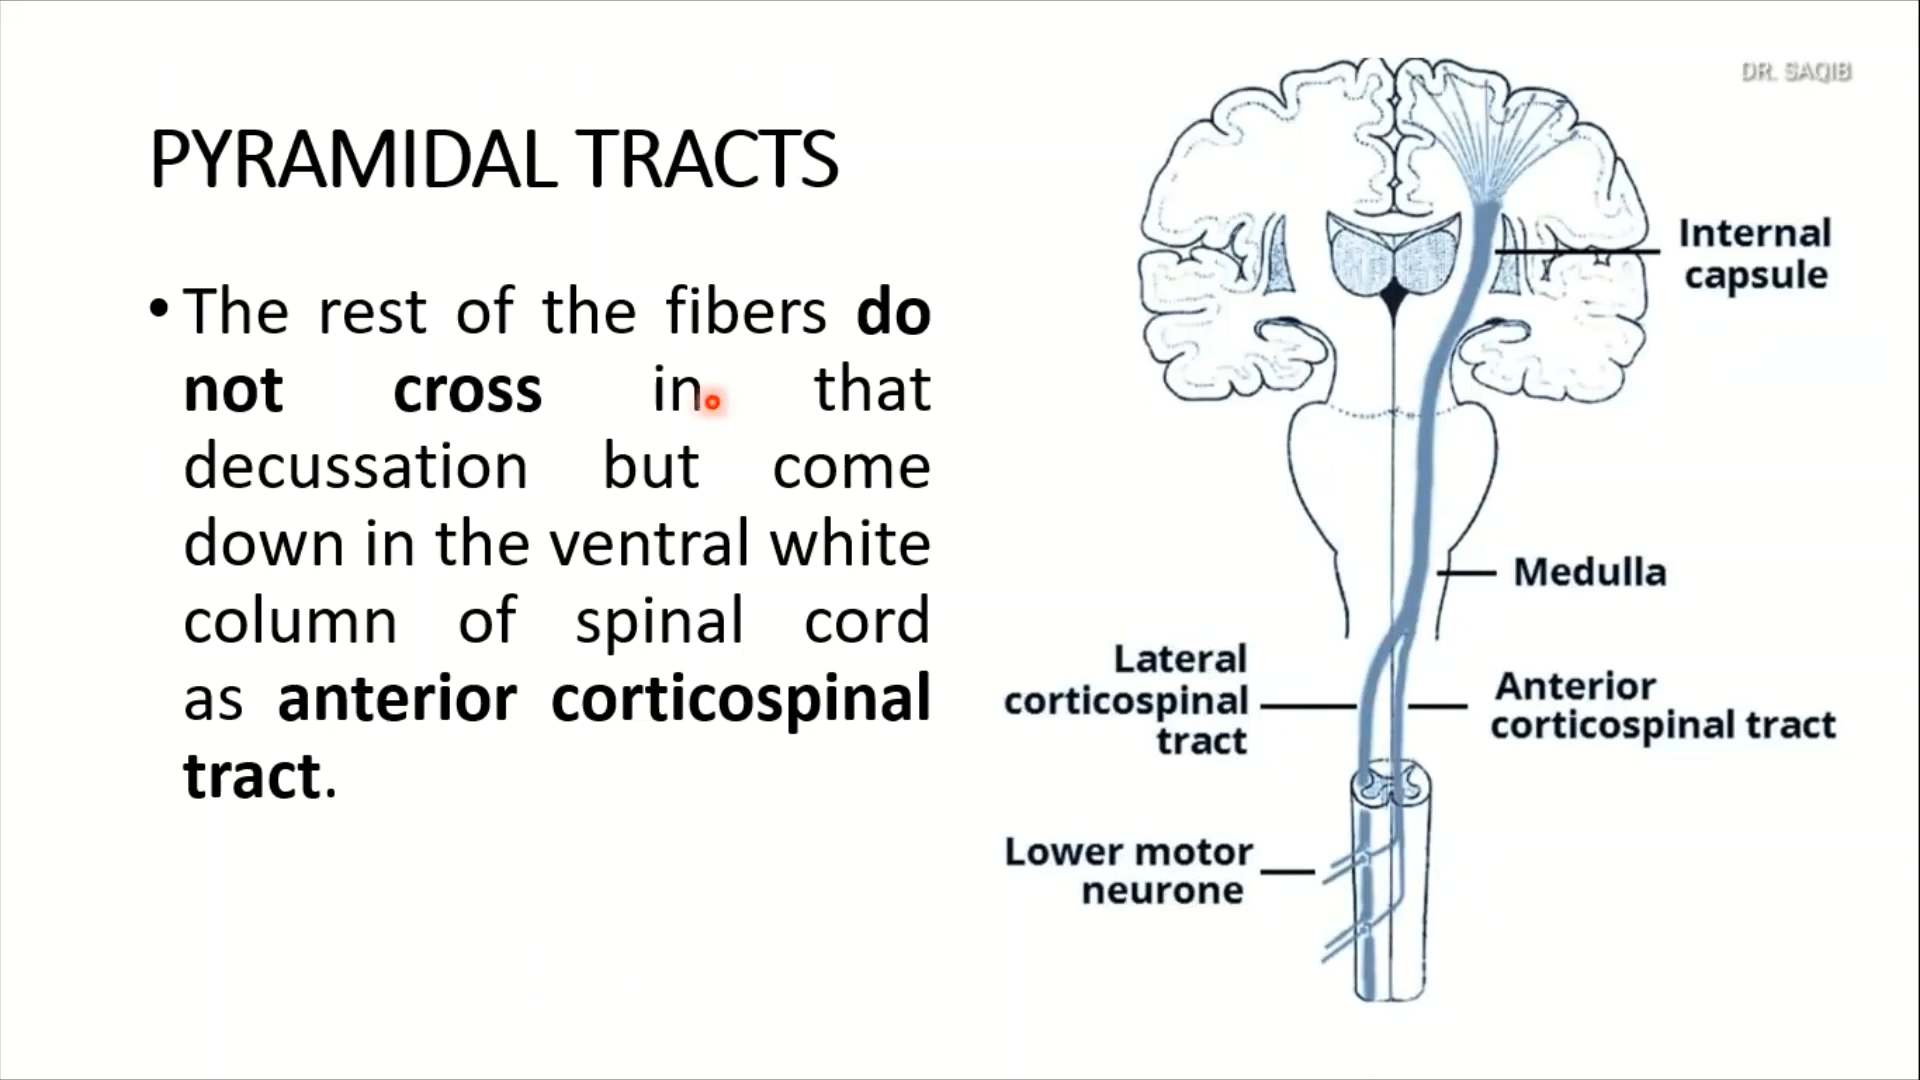 DR. SAQIB
PYRAMIDAL TRACTS
• The rest of the fibers do
not cross in that
decussation but come
down in the ventral white
column of spinal cord
as anterior corticospinal
tract.
Internal
capsule
Medulla
Lateral
corticospinal
tract
Anterior
corticospinal tract
Lower motor
neurone